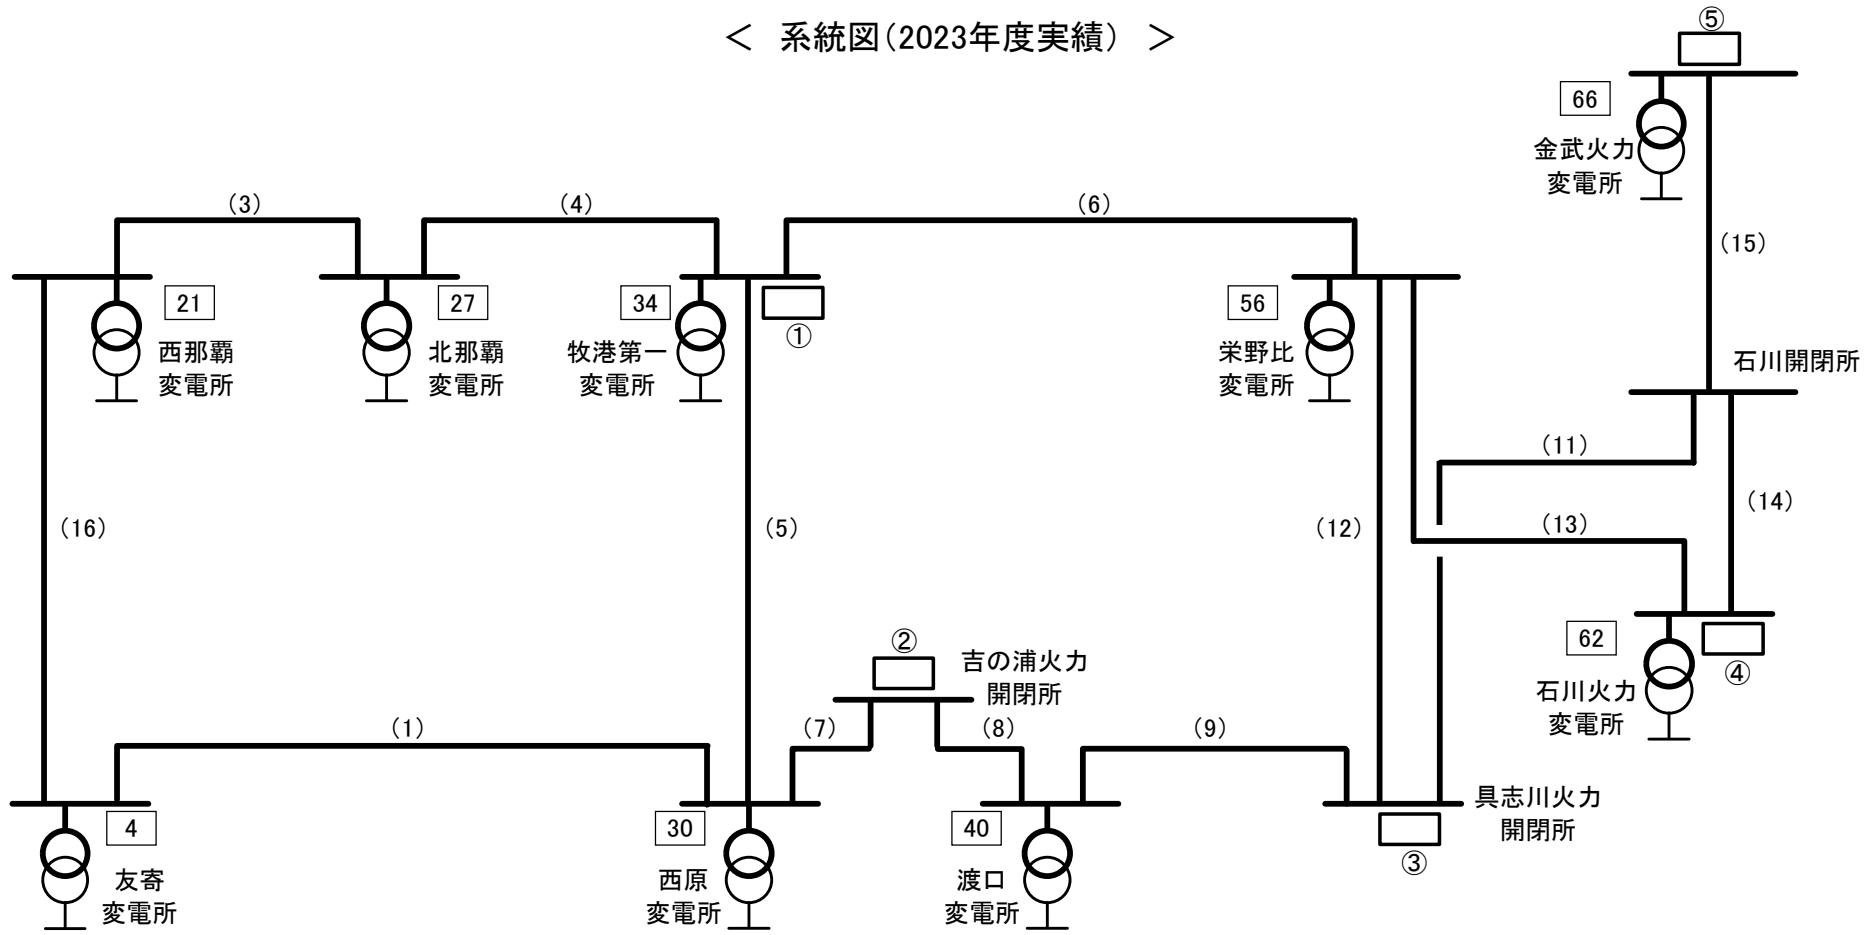 ＜ 系統図（2023年度実績） ＞
⑤
66
金武火力
変電所
（3）
（4）
（6）
（15）
21
西那覇
変電所
27
北那覇
変電所
34
牧港第一
変電所
①
56
栄野比
変電所
石川開閉所
（11）
（14）
（16）
（5）
（12）
（13）
②
吉の浦火力
開閉所
62
石川火力
変電所
④
（1）
（7）
（8）
（9）
4
友寄
変電所
30
西原
変電所
40
渡口
変電所
具志川火力
開閉所
③